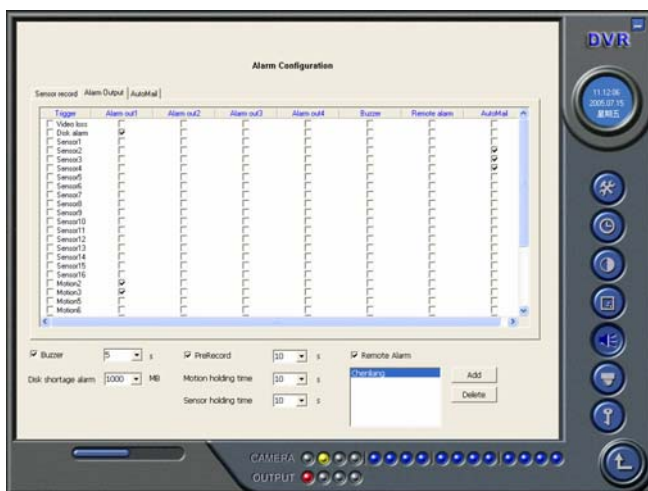 DVR
Alarm Configuration
11:12:06
2005.07.15
星期五
Sensor record Alarm Output AutoMail
Trigger Alarm out1 Alarm out2 Alarm out3 Alarm out4 Buzzer Remote alarm AutoMail
Video loss
Disk alarm
Sensor1
Sensor2
Sensor3
Sensor4
Sensor5
Sensor6
Sensor7
Sensor8
Sensor9
Sensor10
Sensor11
Sensor12
Sensor13
Sensor14
Sensor15
Sensor16
Motion2
Motion3
Motion5
Motion6
Buzzer 5 s PreRecord 10 s Remote Alarm
Disk shortage alarm 1000 MB Motion holding time 10 s Chenliang Add
Sensor holding time 10 s Delete
CAMERA
OUTPUT